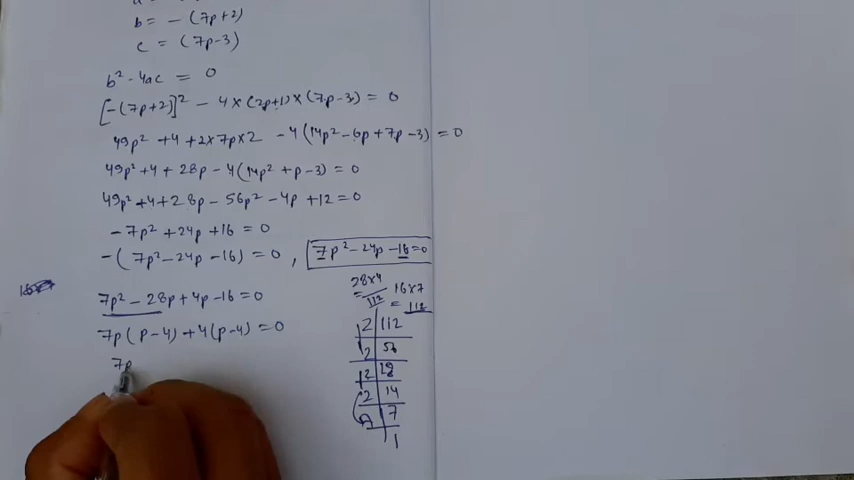 b = - (7p+2)
c = (7p-3)
b² - 4ac = 0
[-(7p+2)]² - 4×(2p+1)×(7p-3) = 0
49p² + 4 + 2×7p×2 - 4(14p² - 6p + 7p - 3) = 0
49p² + 4 + 28p - 4(14p² + p - 3) = 0
49p² + 4 + 28p - 56p² - 4p + 12 = 0
-7p² + 24p + 16 = 0
-(7p² - 24p - 16) = 0 , 7p² - 24p - 16 = 0
7p² - 28p + 4p - 16 = 0
7p(p-4) + 4(p-4) = 0
7p
28×4
= 112
16×7
= 112
2 112
2 56
2 28
2 14
7 7
1